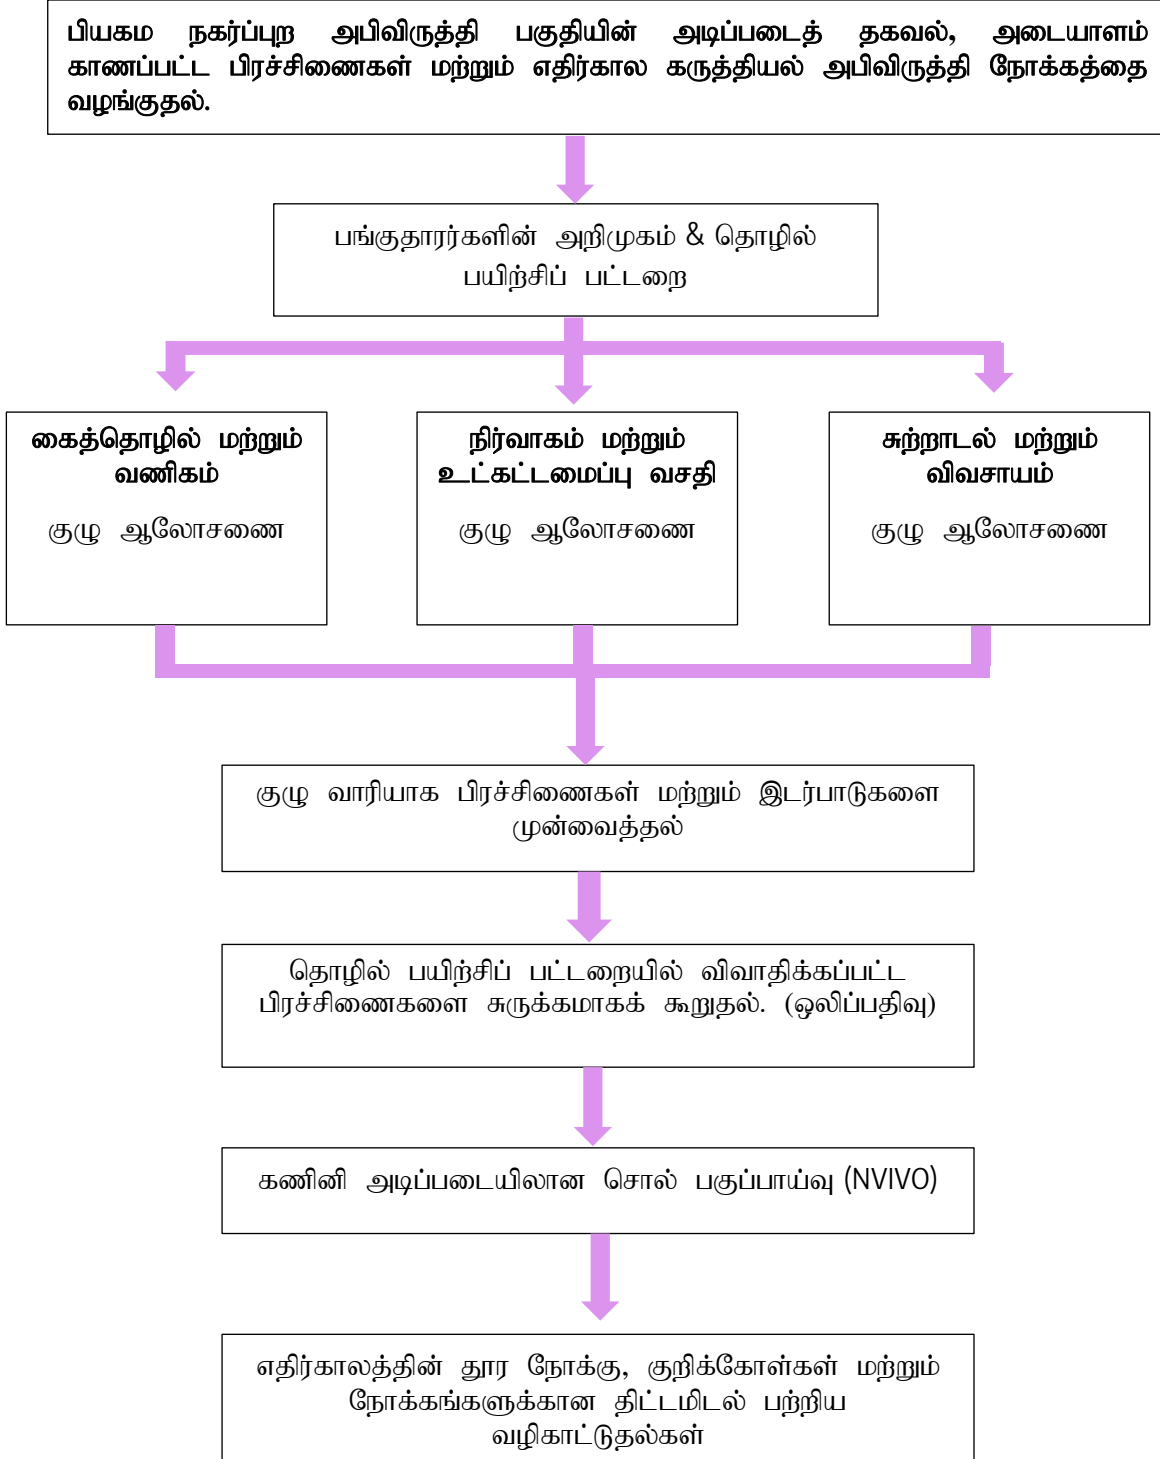 பியகம நகர்ப்புற அபிவிருத்தி பகுதியின் அடிப்படைத் தகவல், அடையாளம்
காணப்பட்ட பிரச்சிணைகள் மற்றும் எதிர்கால கருத்தியல் அபிவிருத்தி நோக்கத்தை
வழங்குதல்.
பங்குதாரர்களின் அறிமுகம் & தொழில்
பயிற்சிப் பட்டறை
கைத்தொழில் மற்றும்
வணிகம்
குழு ஆலோசணை
நிர்வாகம் மற்றும்
உட்கட்டமைப்பு வசதி
குழு ஆலோசணை
சுற்றாடல் மற்றும்
விவசாயம்
குழு ஆலோசணை
குழு வாரியாக பிரச்சிணைகள் மற்றும் இடர்பாடுகளை
முன்வைத்தல்
தொழில் பயிற்சிப் பட்டறையில் விவாதிக்கப்பட்ட
பிரச்சிணைகளை சுருக்கமாகக் கூறுதல். (ஒலிப்பதிவு)
கணினி அடிப்படையிலான சொல் பகுப்பாய்வு (NVIVO)
எதிர்காலத்தின் தூர நோக்கு, குறிக்கோள்கள் மற்றும்
நோக்கங்களுக்கான திட்டமிடல் பற்றிய
வழிகாட்டுதல்கள்